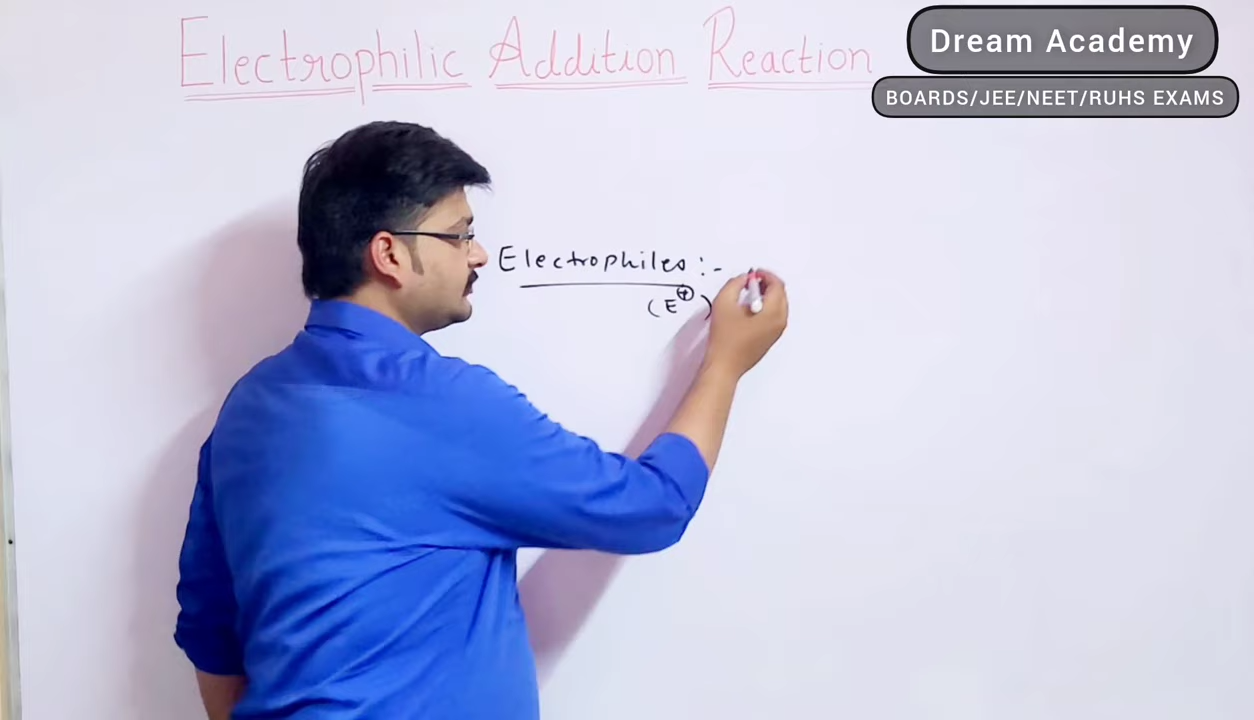 Electrophilic Addition Reaction
Dream Academy
BOARDS/JEE/NEET/RUHS EXAMS
Electrophiles :-
(E⊕)